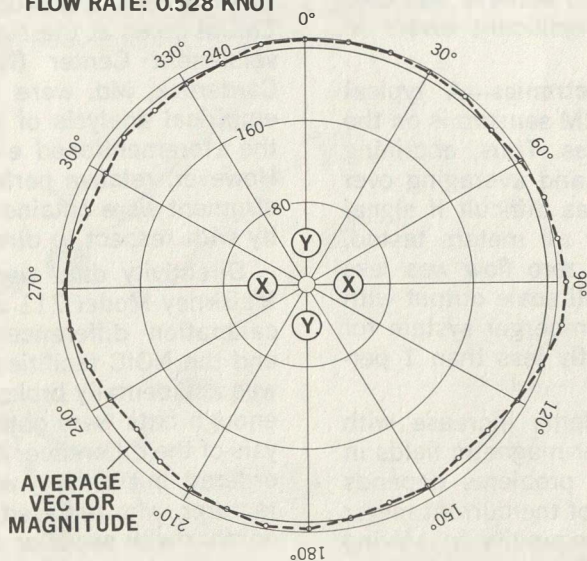 FLOW RATE: 0.528 KNOT
0°
330°
30°
240
300°
60°
160
80
Y
270°
X
X
90°
Y
240°
120°
AVERAGE
VECTOR
MAGNITUDE
210°
150°
180°